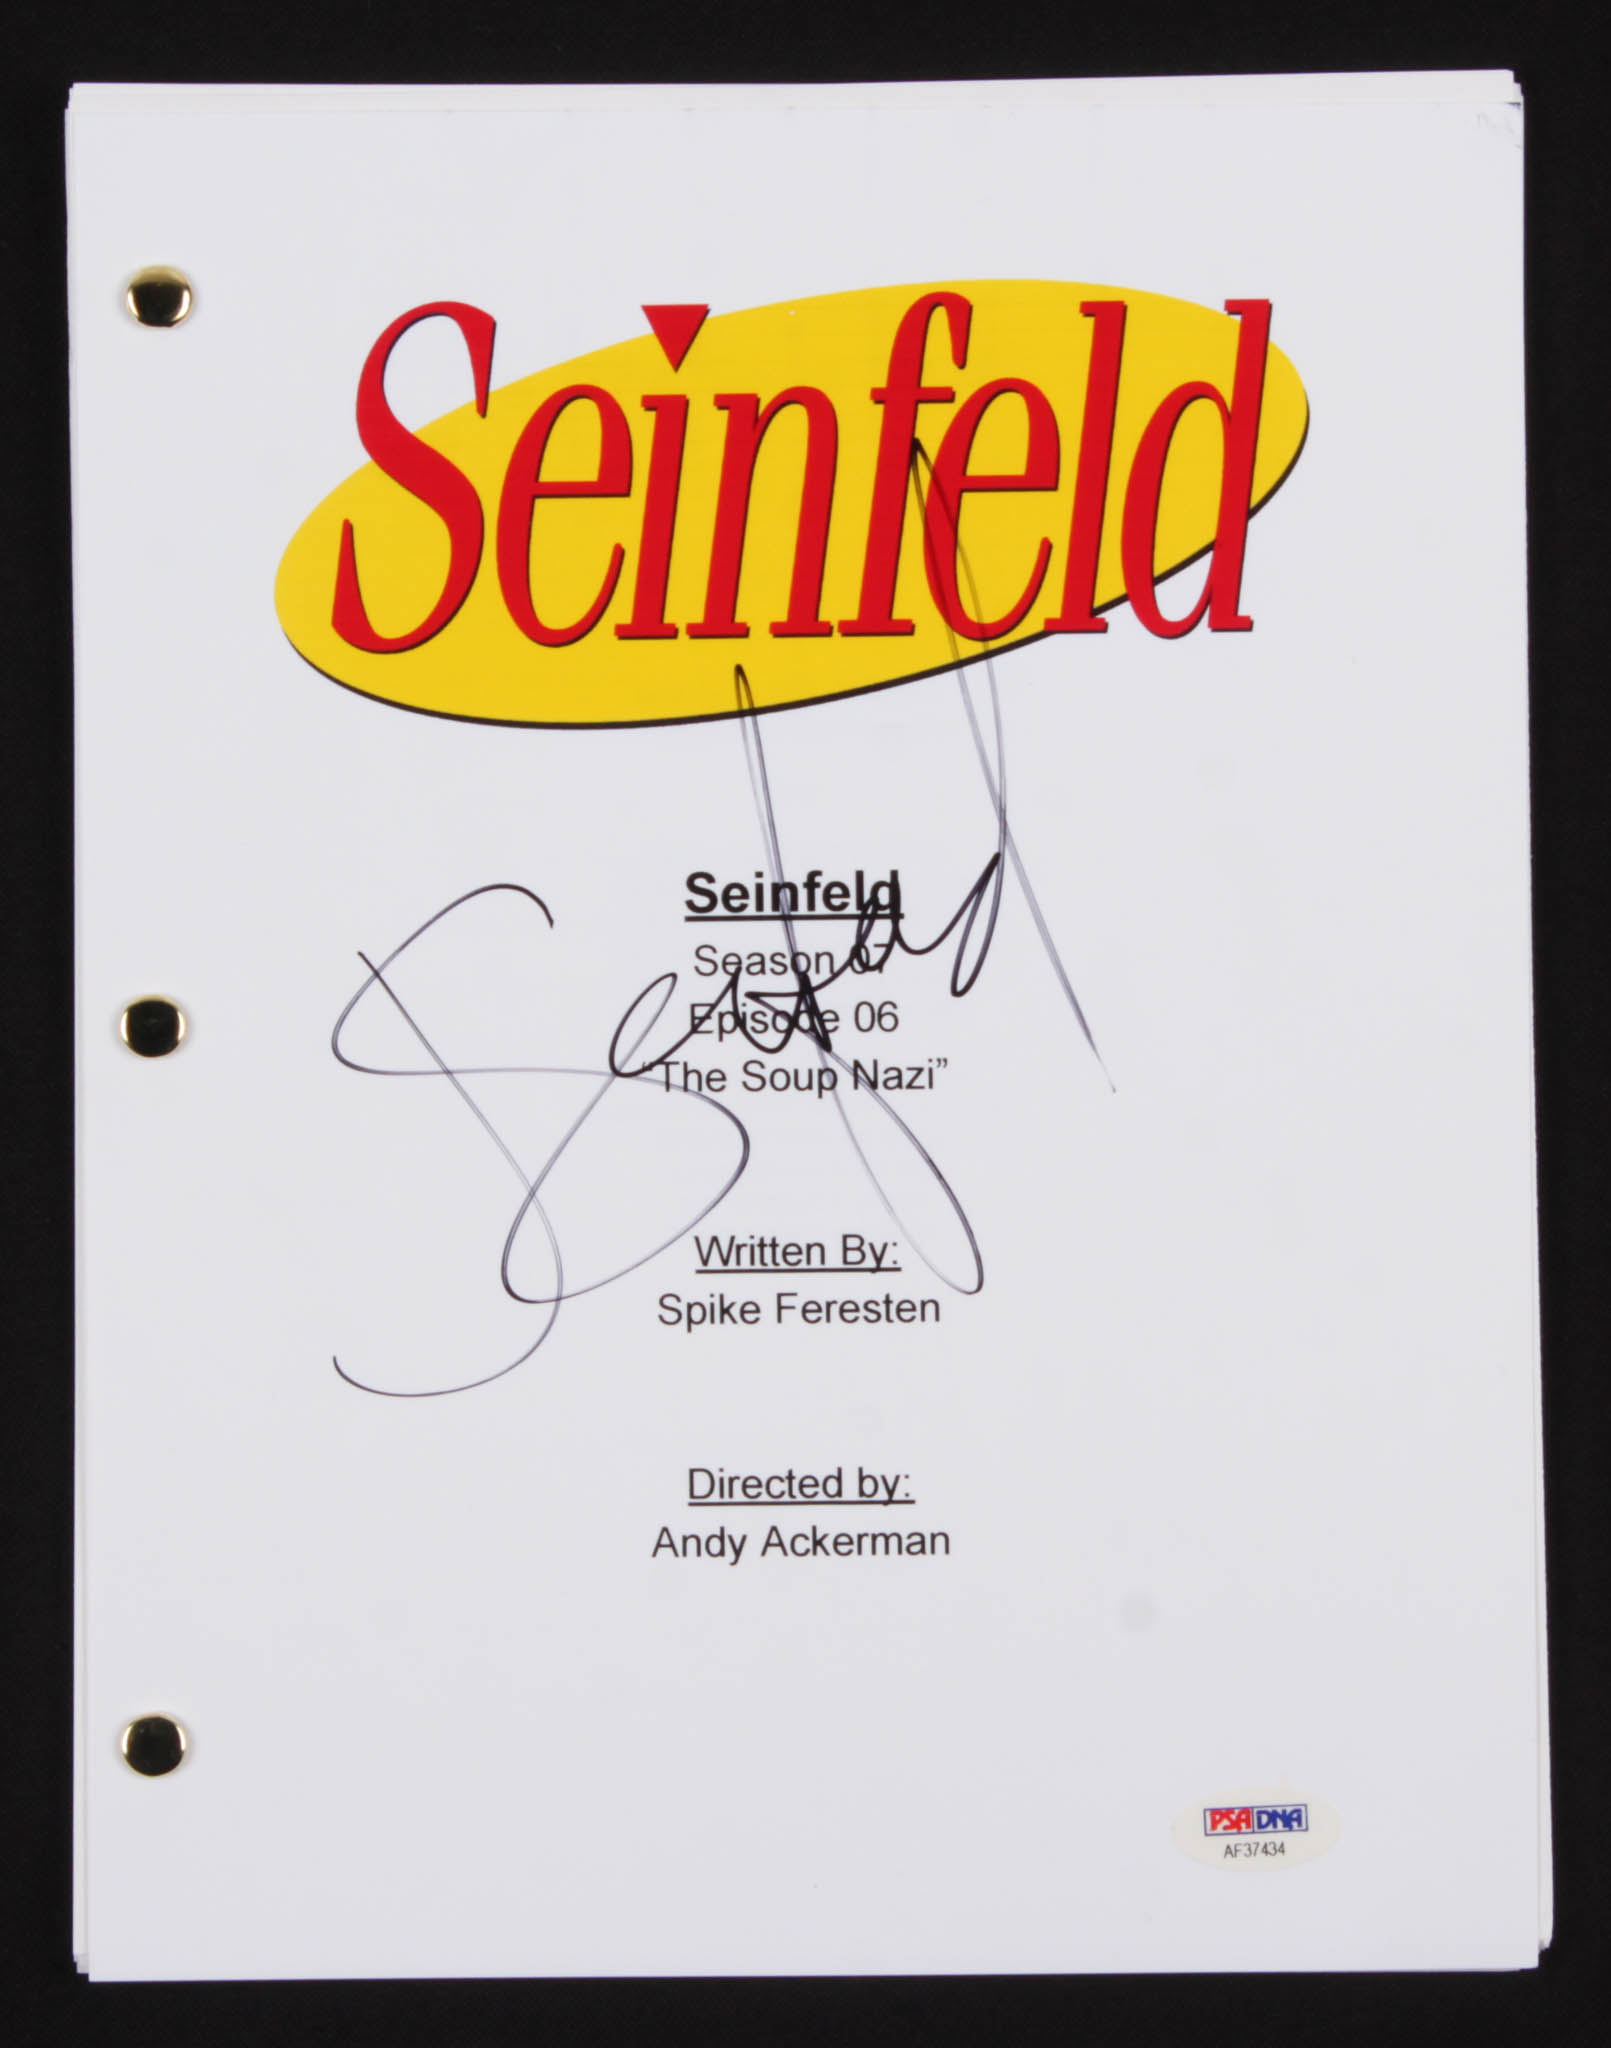 Seinfeld
Seinfeld
Season 07
Episode 06
“The Soup Nazi”
Written By:
Spike Feresten
Directed by:
Andy Ackerman
PSA DNA
AF37434